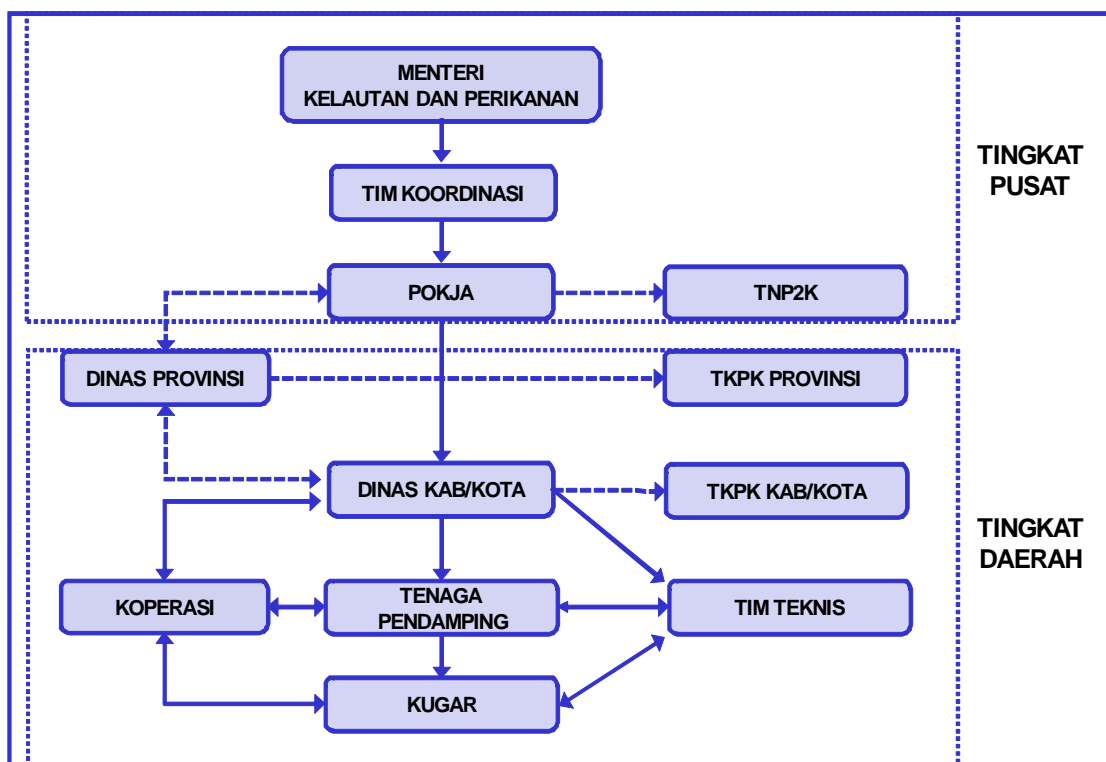 MENTERI
KELAUTAN DAN PERIKANAN
TINGKAT
PUSAT
TIM KOORDINASI
POKJA
TNP2K
DINAS PROVINSI
TKPK PROVINSI
DINAS KAB/KOTA
TKPK KAB/KOTA
TINGKAT
DAERAH
KOPERASI
TENAGA
PENDAMPING
TIM TEKNIS
KUGAR